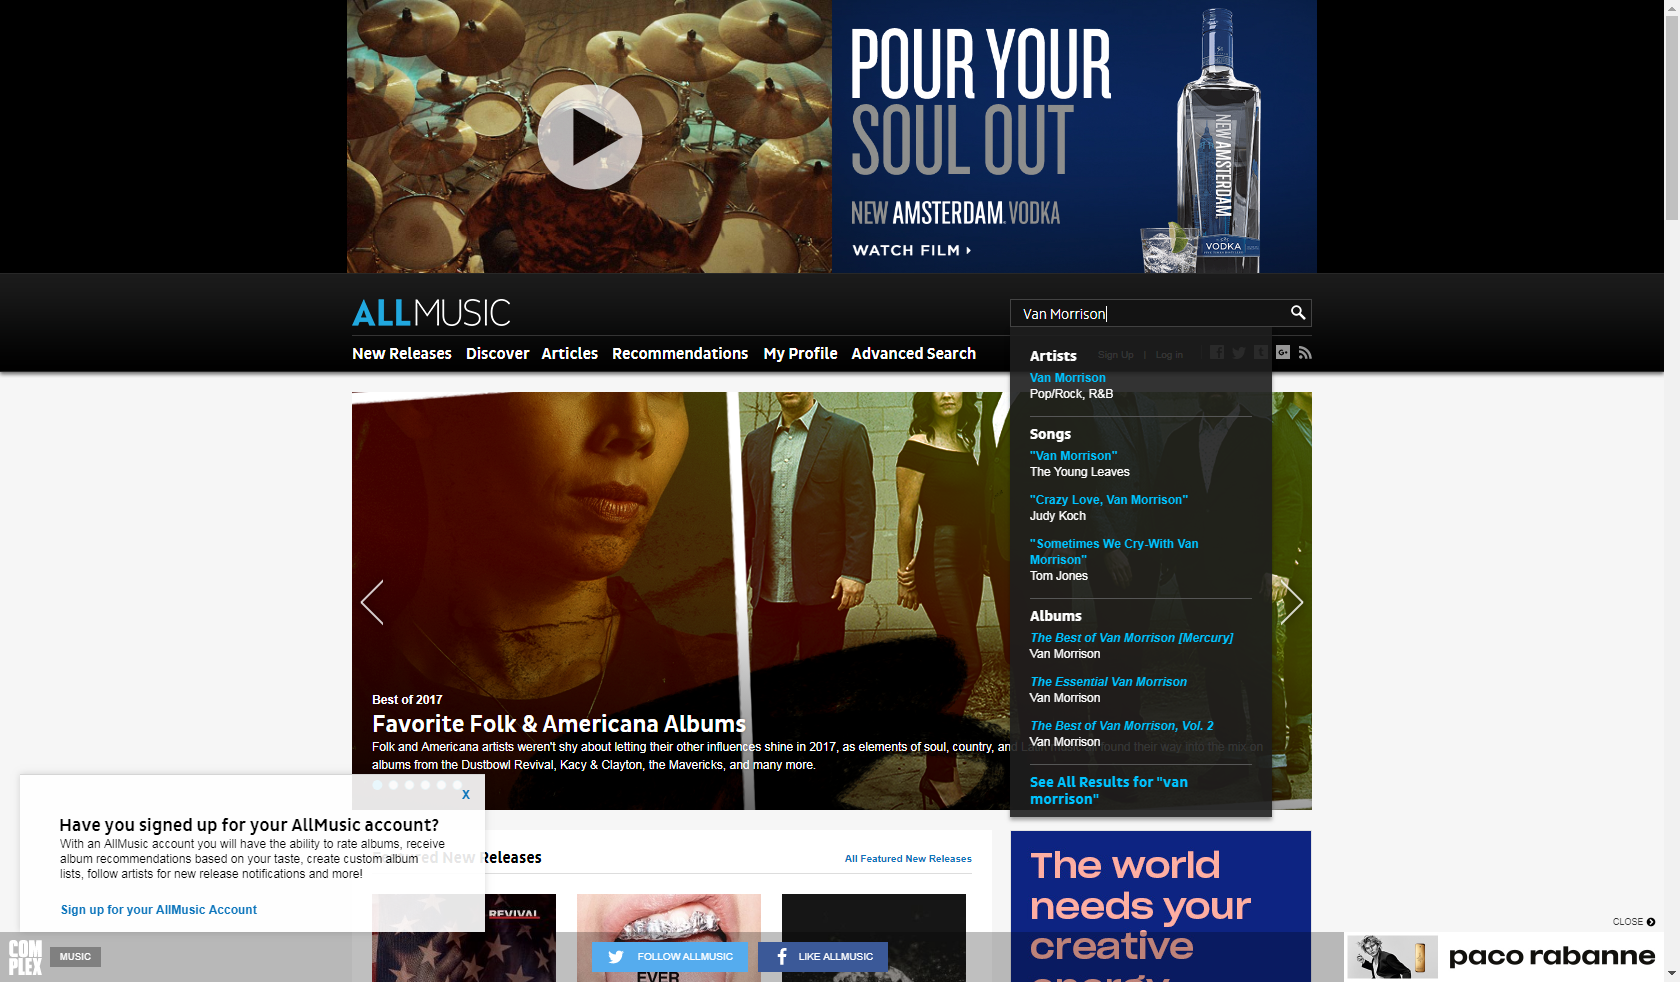 POUR YOUR
SOUL OUT
NEW AMSTERDAM VODKA
WATCH FILM
NEW AMSTERDAM.
VODKA
ALLMUSIC
Van Morrison
New Releases Discover Articles Recommendations My Profile Advanced Search
Sign Up | Log in
Artists
Van Morrison
Pop/Rock, R&B
Songs
"Van Morrison"
The Young Leaves
"Crazy Love, Van Morrison"
Judy Koch
"Sometimes We Cry-With Van
Morrison"
Tom Jones
Albums
The Best of Van Morrison [Mercury]
Van Morrison
The Essential Van Morrison
Van Morrison
The Best of Van Morrison, Vol. 2
Van Morrison
See All Results for "van
morrison"
Best of 2017
Favorite Folk & Americana Albums
Folk and Americana artists weren't shy about letting their other influences shine in 2017, as elements of soul, country, and Latin music all found their way into the mix on
albums from the Dustbowl Revival, Kacy & Clayton, the Mavericks, and many more.
X
Have you signed up for your AllMusic account?
With an AllMusic account you will have the ability to rate albums, receive
album recommendations based on your taste, create custom album
lists, follow artists for new release notifications and more!
Sign up for your AllMusic Account
Featured New Releases
All Featured New Releases
REVIVAL
EVER
The world
needs your
creative
energy
CLOSE
COMPLEX
MUSIC
FOLLOW ALLMUSIC
LIKE ALLMUSIC
paco rabanne